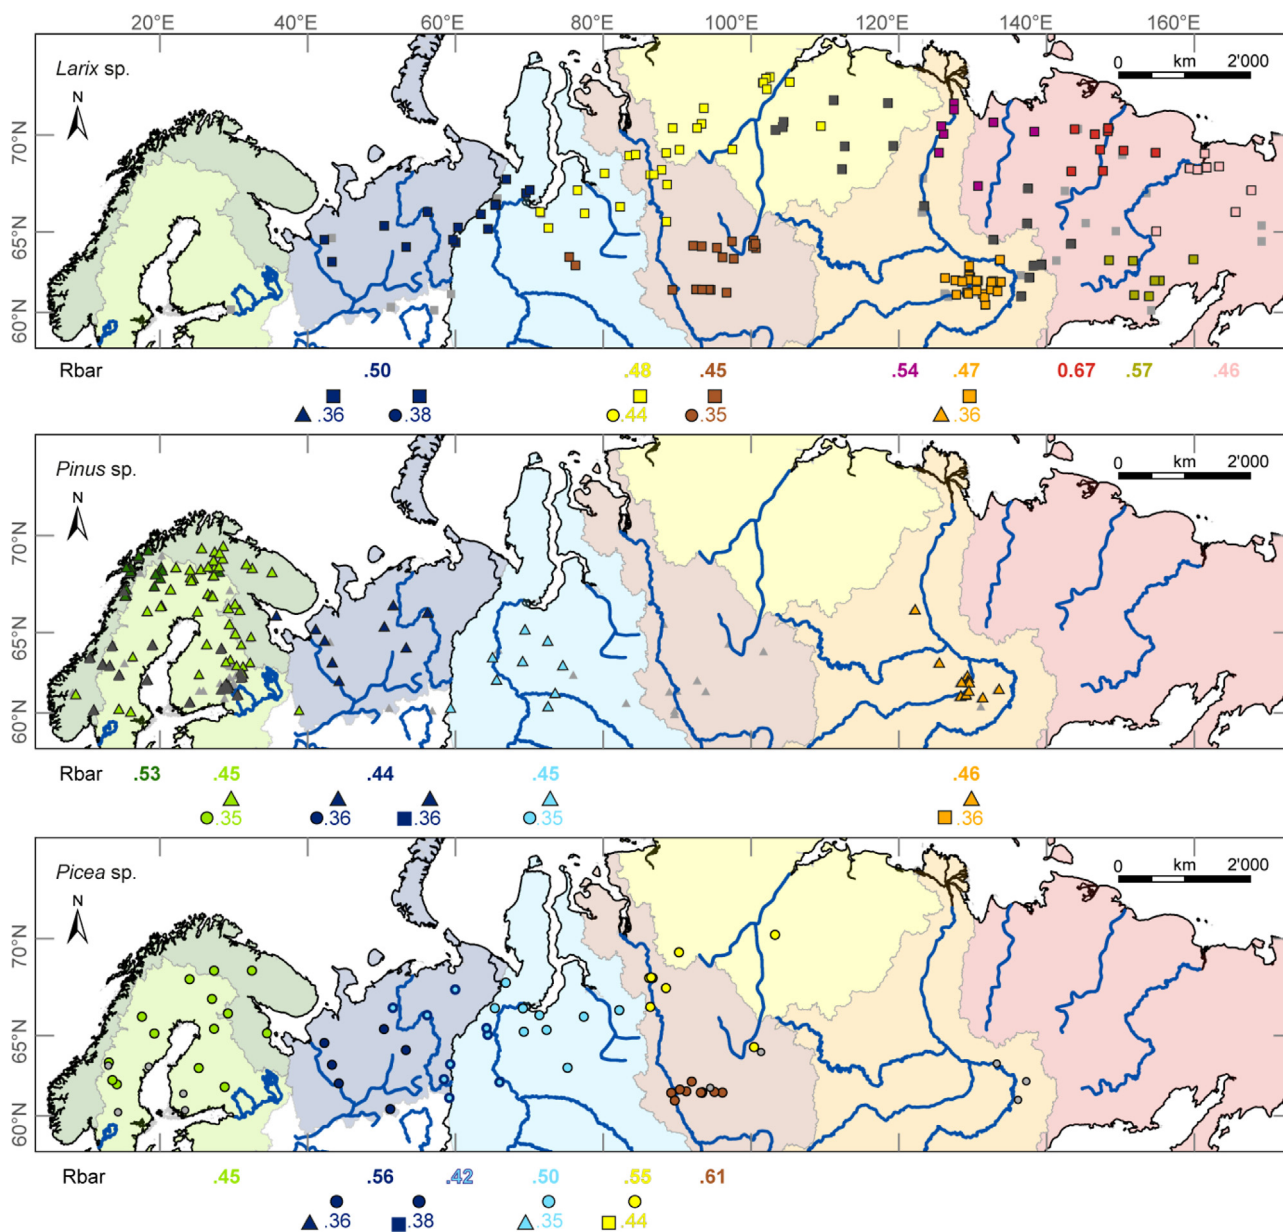 20°E 40°E 60°E 80°E 100°E 120°E 140°E 160°E
Larix sp.
0 km 2'000
N
70°N
65°N
60°N
Rbar .50 .48 .45 .54 .47 0.67 .57 .46
.36 .38 .44 .35 .36
Pinus sp.
0 km 2'000
N
70°N
65°N
60°N
Rbar .53 .45 .44 .45 .46
.35 .36 .36 .35 .36
Picea sp.
0 km 2'000
N
70°N
65°N
60°N
Rbar .45 .56 .42 .50 .55 .61
.36 .38 .35 .44